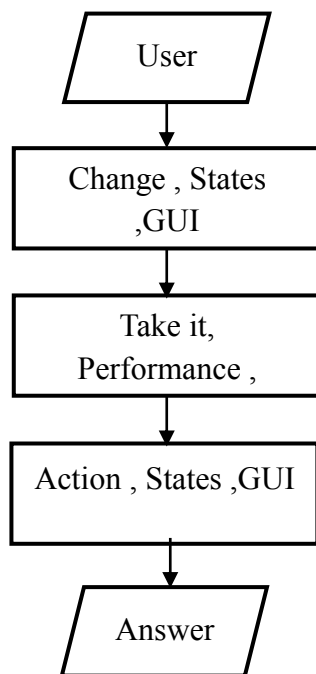 User
Change , States
,GUI
Take it,
Performance ,
Action , States ,GUI
Answer